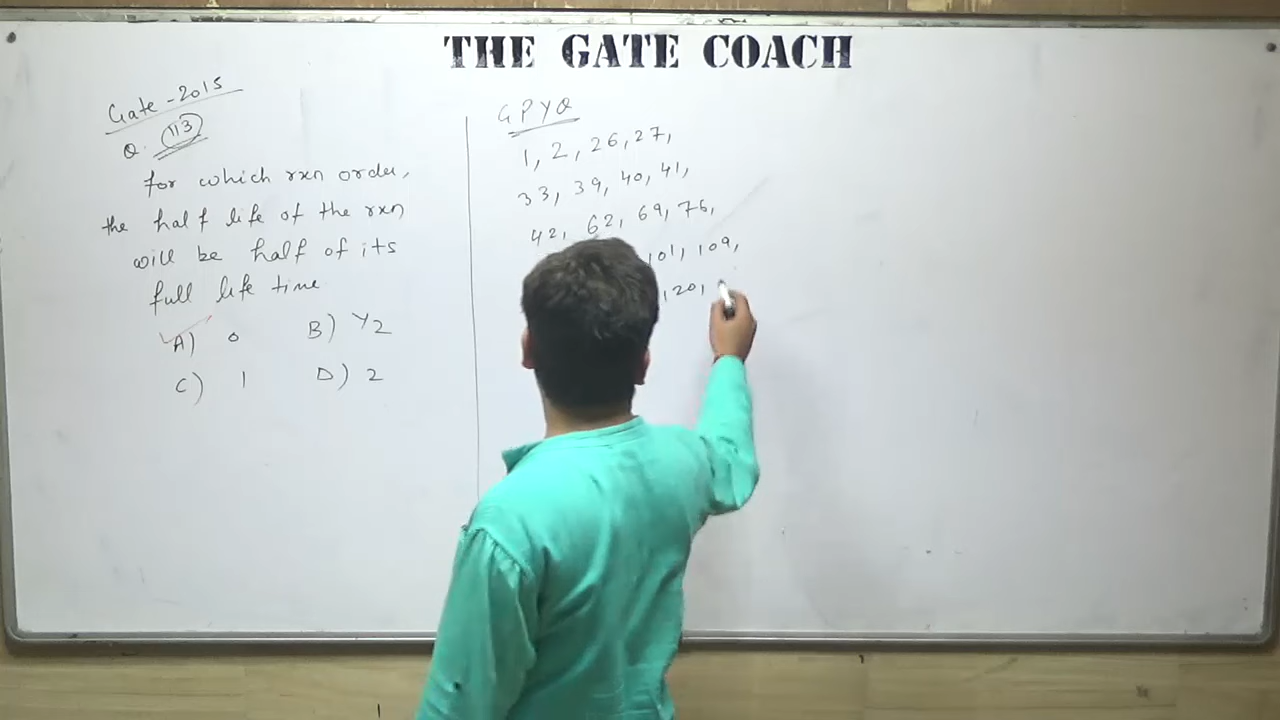 THE GATE COACH
Gate - 2015
Q. 113
for which rxn order,
the half life of the rxn
will be half of its
full life time
A) 0 B) 1/2
C) 1 D) 2
GPYQ
1, 2, 26, 27,
33, 39, 40, 41,
42, 62, 69, 76,
101, 109,
, 120,